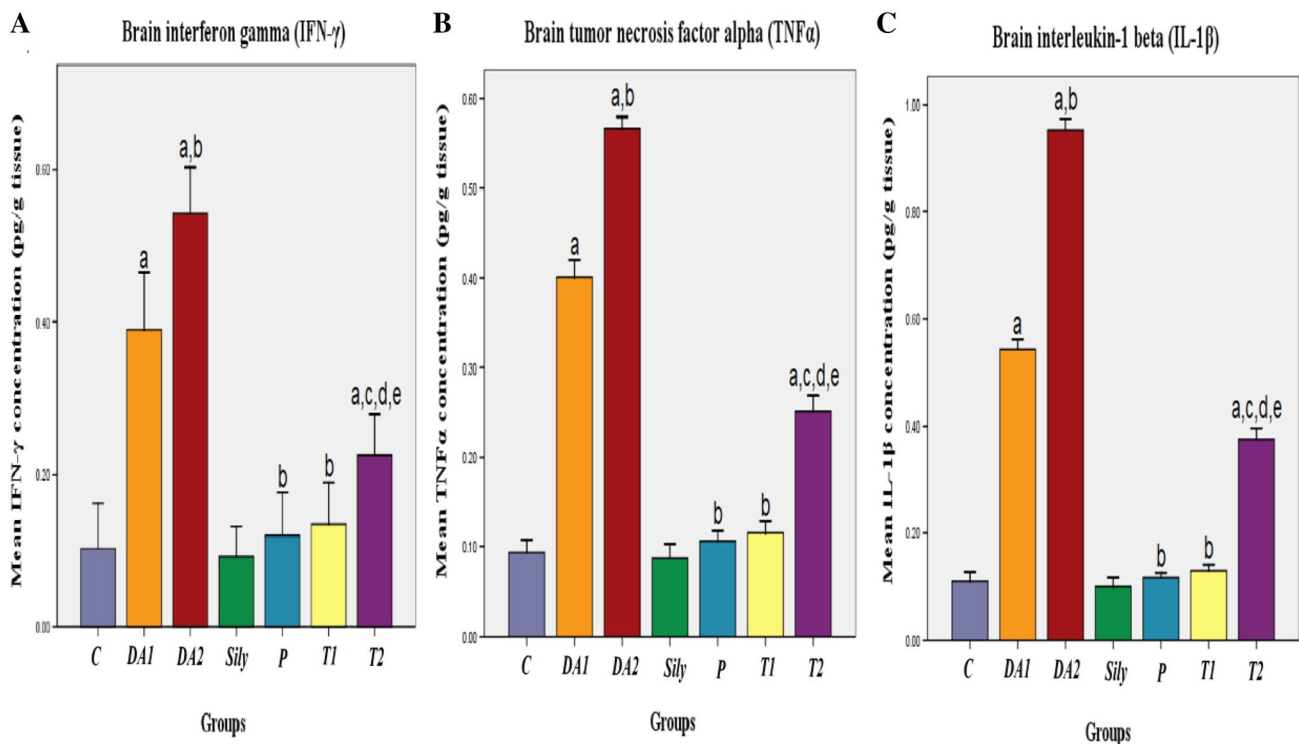 A
Brain interferon gamma (IFN-γ)
Mean IFN-γ concentration (pg/g tissue)
0.60
0.40
0.20
0.00
a
a,b
b
b
a,c,d,e
C DA1 DA2 Sily P T1 T2
Groups
B
Brain tumor necrosis factor alpha (TNFα)
Mean TNFα concentration (pg/g tissue)
0.60
0.50
0.40
0.30
0.20
0.10
0.00
a
a,b
b
b
a,c,d,e
C DA1 DA2 Sily P T1 T2
Groups
C
Brain interleukin-1 beta (IL-1β)
Mean IL-1β concentration (pg/g tissue)
1.00
0.80
0.60
0.40
0.20
0.00
a
a,b
b
b
a,c,d,e
C DA1 DA2 Sily P T1 T2
Groups